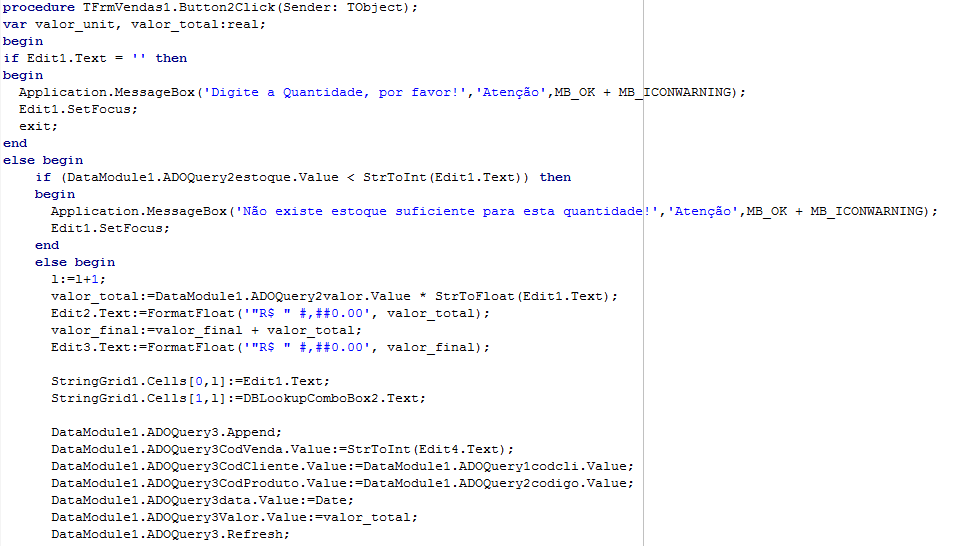 procedure TFrmVendas1.Button2Click(Sender: TObject);
var valor_unit, valor_total:real;
begin
if Edit1.Text = '' then
begin
  Application.MessageBox('Digite a Quantidade, por favor!','Atenção',MB_OK + MB_ICONWARNING);
  Edit1.SetFocus;
  exit;
end
else begin
    if (DataModule1.ADOQuery2estoque.Value < StrToInt(Edit1.Text)) then
    begin
      Application.MessageBox('Não existe estoque suficiente para esta quantidade!','Atenção',MB_OK + MB_ICONWARNING);
      Edit1.SetFocus;
    end
    else begin
      l:=l+1;
      valor_total:=DataModule1.ADOQuery2valor.Value * StrToFloat(Edit1.Text);
      Edit2.Text:=FormatFloat('"R$ " #,##0.00', valor_total);
      valor_final:=valor_final + valor_total;
      Edit3.Text:=FormatFloat('"R$ " #,##0.00', valor_final);

      StringGrid1.Cells[0,l]:=Edit1.Text;
      StringGrid1.Cells[1,l]:=DBLookupComboBox2.Text;

      DataModule1.ADOQuery3.Append;
      DataModule1.ADOQuery3CodVenda.Value:=StrToInt(Edit4.Text);
      DataModule1.ADOQuery3CodCliente.Value:=DataModule1.ADOQuery1codcli.Value;
      DataModule1.ADOQuery3CodProduto.Value:=DataModule1.ADOQuery2codigo.Value;
      DataModule1.ADOQuery3data.Value:=Date;
      DataModule1.ADOQuery3Valor.Value:=valor_total;
      DataModule1.ADOQuery3.Refresh;